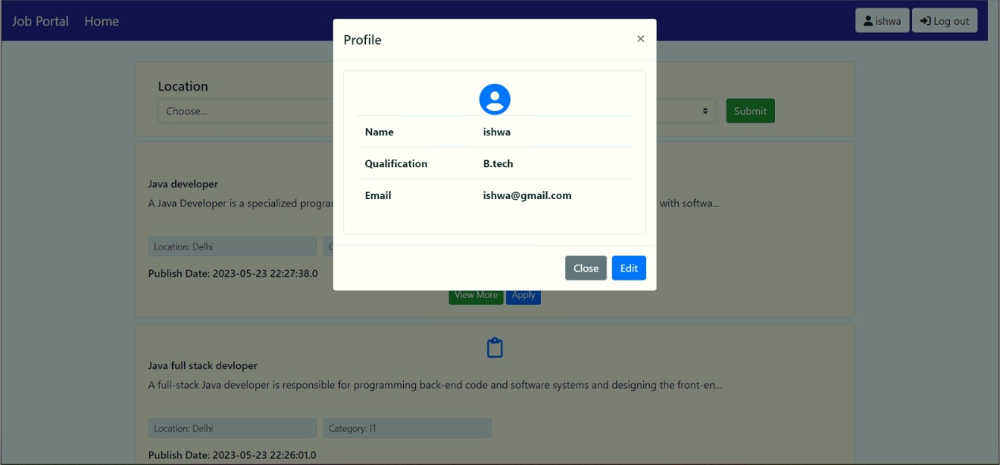 Job Portal Home ishwa Log out
Profile ×
Location
Choose...
Submit
Name ishwa
Qualification B.tech
Email ishwa@gmail.com
Close Edit
Java developer
A Java Developer is a specialized with softwa...
Location: Delhi
Publish Date: 2023-05-23 22:27:38.0
View More Apply
Java full stack devloper
A full-stack Java developer is responsible for programming back-end code and software systems and designing the front-en...
Location: Delhi Category: IT
Publish Date: 2023-05-23 22:26:01.0